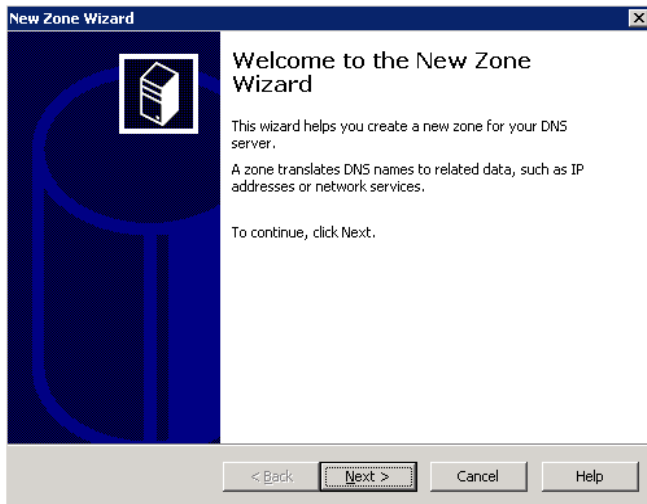 New Zone Wizard
Welcome to the New Zone
Wizard
This wizard helps you create a new zone for your DNS
server.
A zone translates DNS names to related data, such as IP
addresses or network services.
To continue, click Next.
< Back
Next >
Cancel
Help